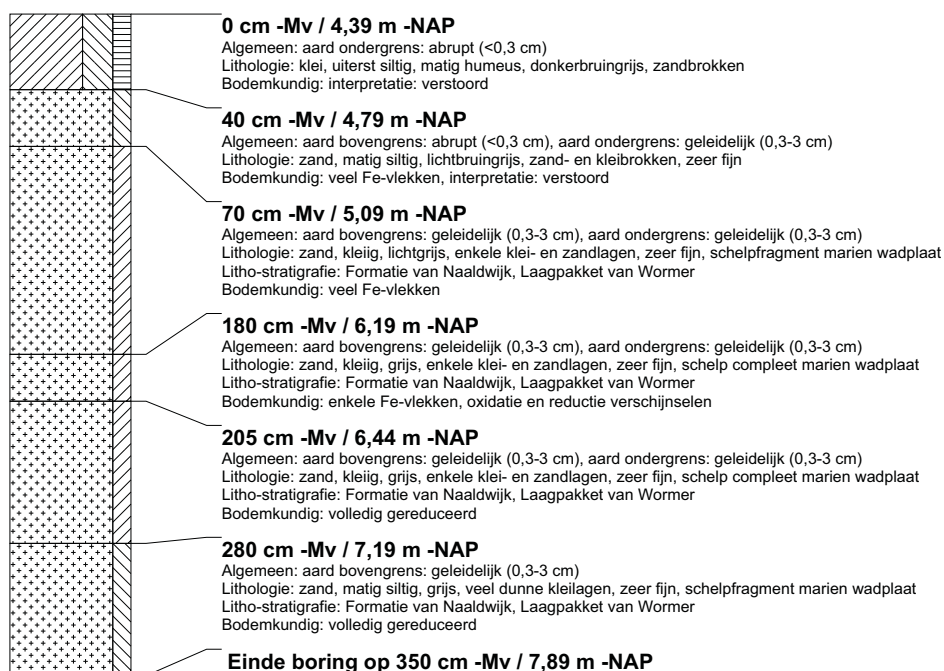 0 cm -Mv / 4,39 m -NAP
Algemeen: aard ondergrens: abrupt (<0,3 cm)
Lithologie: klei, uiterst siltig, matig humeus, donkerbruingrijs, zandbrokken
Bodemkundig: interpretatie: verstoord
40 cm -Mv / 4,79 m -NAP
Algemeen: aard bovengrens: abrupt (<0,3 cm), aard ondergrens: geleidelijk (0,3-3 cm)
Lithologie: zand, matig siltig, lichtbruingrijs, zand- en kleibrokken, zeer fijn
Bodemkundig: veel Fe-vlekken, interpretatie: verstoord
70 cm -Mv / 5,09 m -NAP
Algemeen: aard bovengrens: geleidelijk (0,3-3 cm), aard ondergrens: geleidelijk (0,3-3 cm)
Lithologie: zand, kleiig, lichtgrijs, enkele klei- en zandlagen, zeer fijn, schelpfragment marien wadplaat
Litho-stratigrafie: Formatie van Naaldwijk, Laagpakket van Wormer
Bodemkundig: veel Fe-vlekken
180 cm -Mv / 6,19 m -NAP
Algemeen: aard bovengrens: geleidelijk (0,3-3 cm), aard ondergrens: geleidelijk (0,3-3 cm)
Lithologie: zand, kleiig, grijs, enkele klei- en zandlagen, zeer fijn, schelp compleet marien wadplaat
Litho-stratigrafie: Formatie van Naaldwijk, Laagpakket van Wormer
Bodemkundig: enkele Fe-vlekken, oxidatie en reductie verschijnselen
205 cm -Mv / 6,44 m -NAP
Algemeen: aard bovengrens: geleidelijk (0,3-3 cm), aard ondergrens: geleidelijk (0,3-3 cm)
Lithologie: zand, kleiig, grijs, enkele klei- en zandlagen, zeer fijn, schelp compleet marien wadplaat
Litho-stratigrafie: Formatie van Naaldwijk, Laagpakket van Wormer
Bodemkundig: volledig gereduceerd
280 cm -Mv / 7,19 m -NAP
Algemeen: aard bovengrens: geleidelijk (0,3-3 cm)
Lithologie: zand, matig siltig, grijs, veel dunne kleilagen, zeer fijn, schelpfragment marien wadplaat
Litho-stratigrafie: Formatie van Naaldwijk, Laagpakket van Wormer
Bodemkundig: volledig gereduceerd
Einde boring op 350 cm -Mv / 7,89 m -NAP